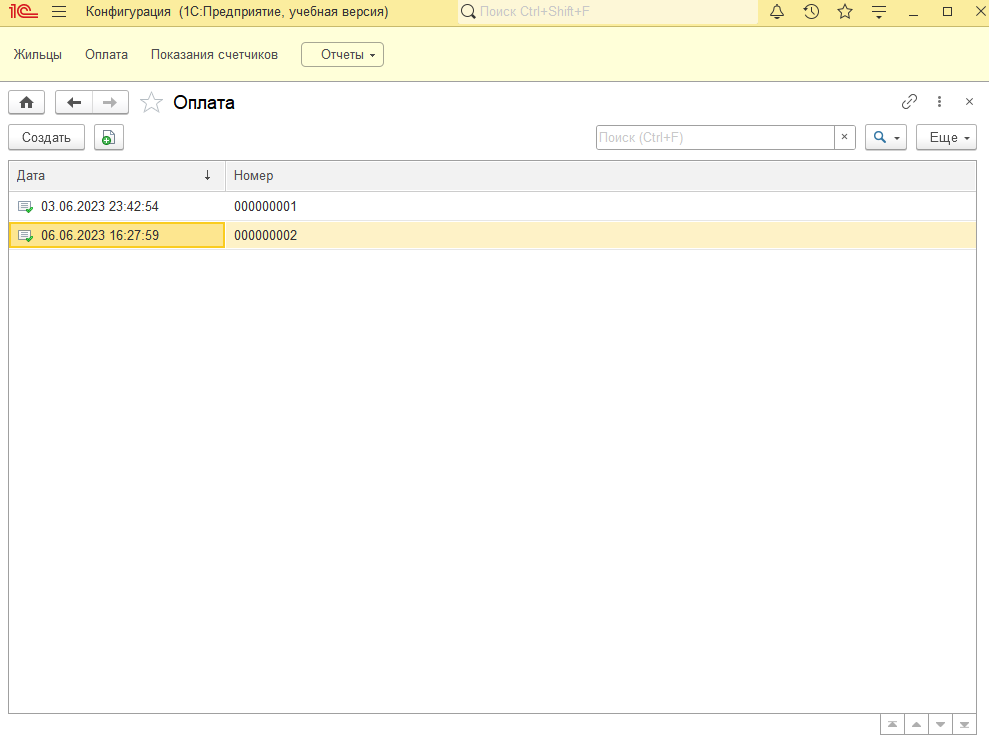 1С Конфигурация (1С:Предприятие, учебная версия) Поиск Ctrl+Shift+F
Жильцы Оплата Показания счетчиков Отчеты
Оплата
Создать Поиск (Ctrl+F) × Еще
Дата ↓ Номер
03.06.2023 23:42:54 000000001
06.06.2023 16:27:59 000000002